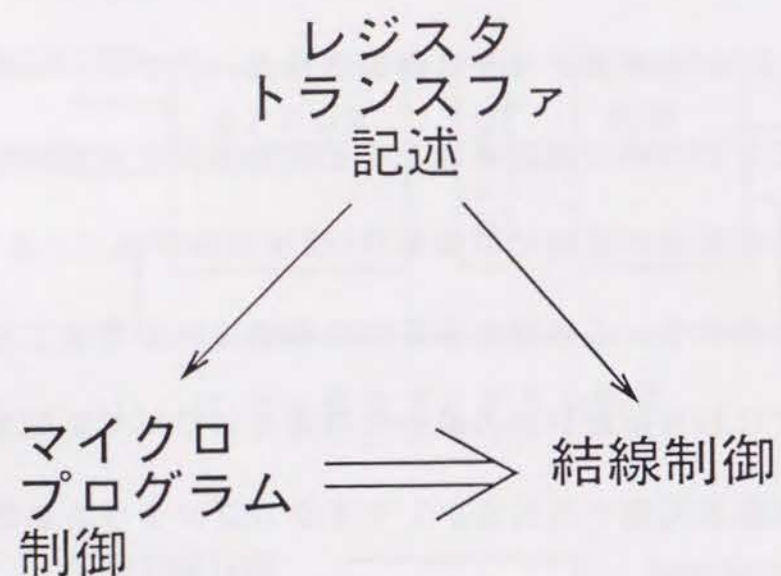 レジスタ
トランスファ
記述
マイクロ
プログラム
制御
結線制御